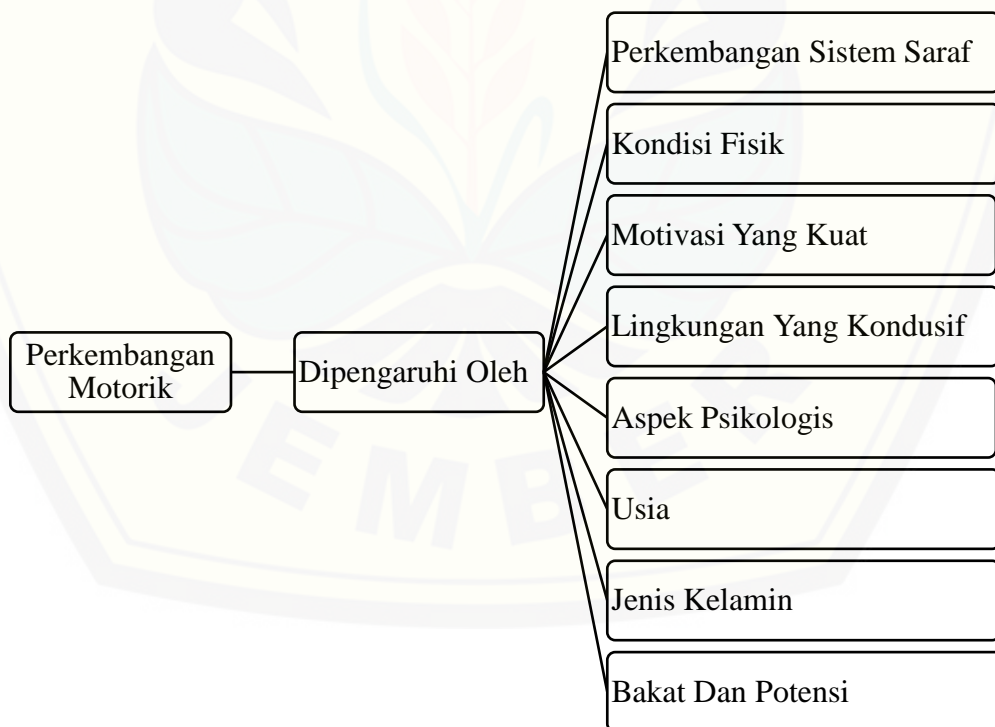 Perkembangan Sistem Saraf
Kondisi Fisik
Motivasi Yang Kuat
Lingkungan Yang Kondusif
Perkembangan
Motorik
Dipengaruhi Oleh
Aspek Psikologis
Usia
Jenis Kelamin
Bakat Dan Potensi
JEMBER